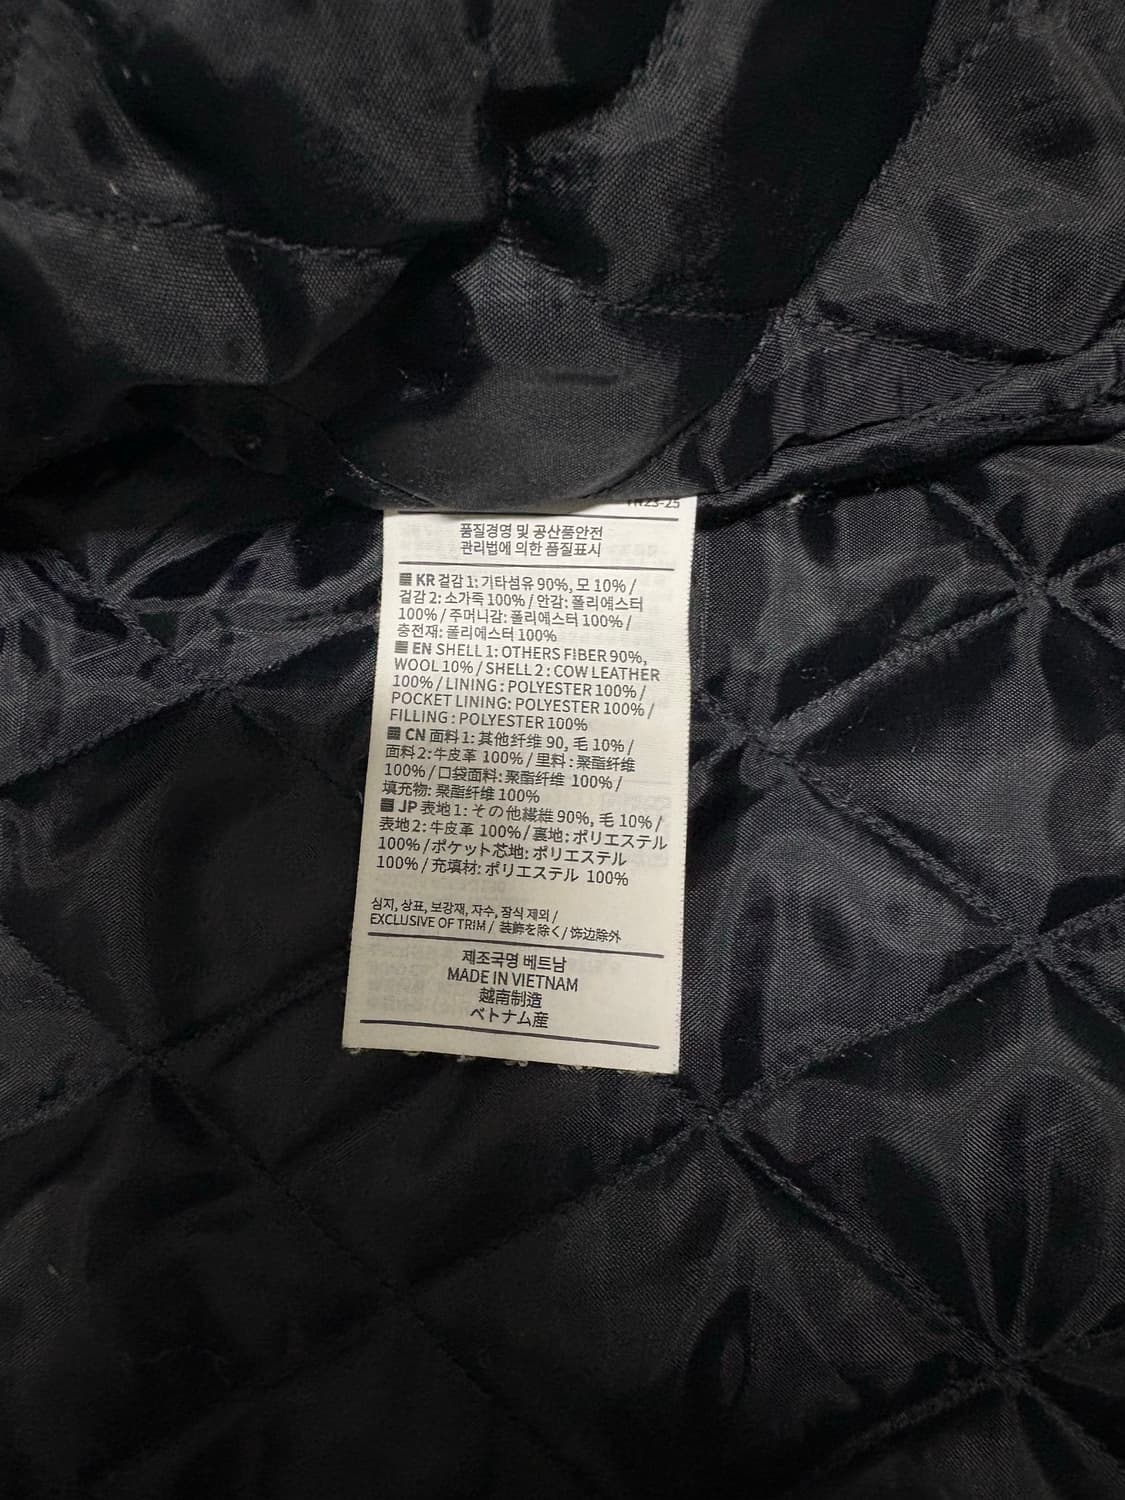 품질경영 및 공산품안전
관리법에 의한 품질표시
KR 겉감 1: 기타섬유 90%, 모 10% /
겉감 2: 소가죽 100% / 안감: 폴리에스터
100% / 주머니감: 폴리에스터 100% /
충전재: 폴리에스터 100%
EN SHELL 1: OTHERS FIBER 90%,
WOOL 10% / SHELL 2 : COW LEATHER
100% / LINING : POLYESTER 100% /
POCKET LINING: POLYESTER 100% /
FILLING : POLYESTER 100%
CN 面料 1: 其他纤维 90, 毛 10% /
面料 2: 牛皮革 100% / 里料 : 聚酯纤维
100% / 口袋面料: 聚酯纤维 100% /
填充物: 聚酯纤维 100%
JP 表地 1: その他繊維 90%, 毛 10% /
表地 2: 牛皮革 100% / 裏地: ポリエステル
100% /ポケット芯地: ポリエステル
100% / 充填材: ポリエステル 100%
심지, 상표, 보강재, 자수, 장식 제외 /
EXCLUSIVE OF TRIM / 装飾を除く / 饰边除外
제조국명 베트남
MADE IN VIETNAM
越南制造
ベトナム産